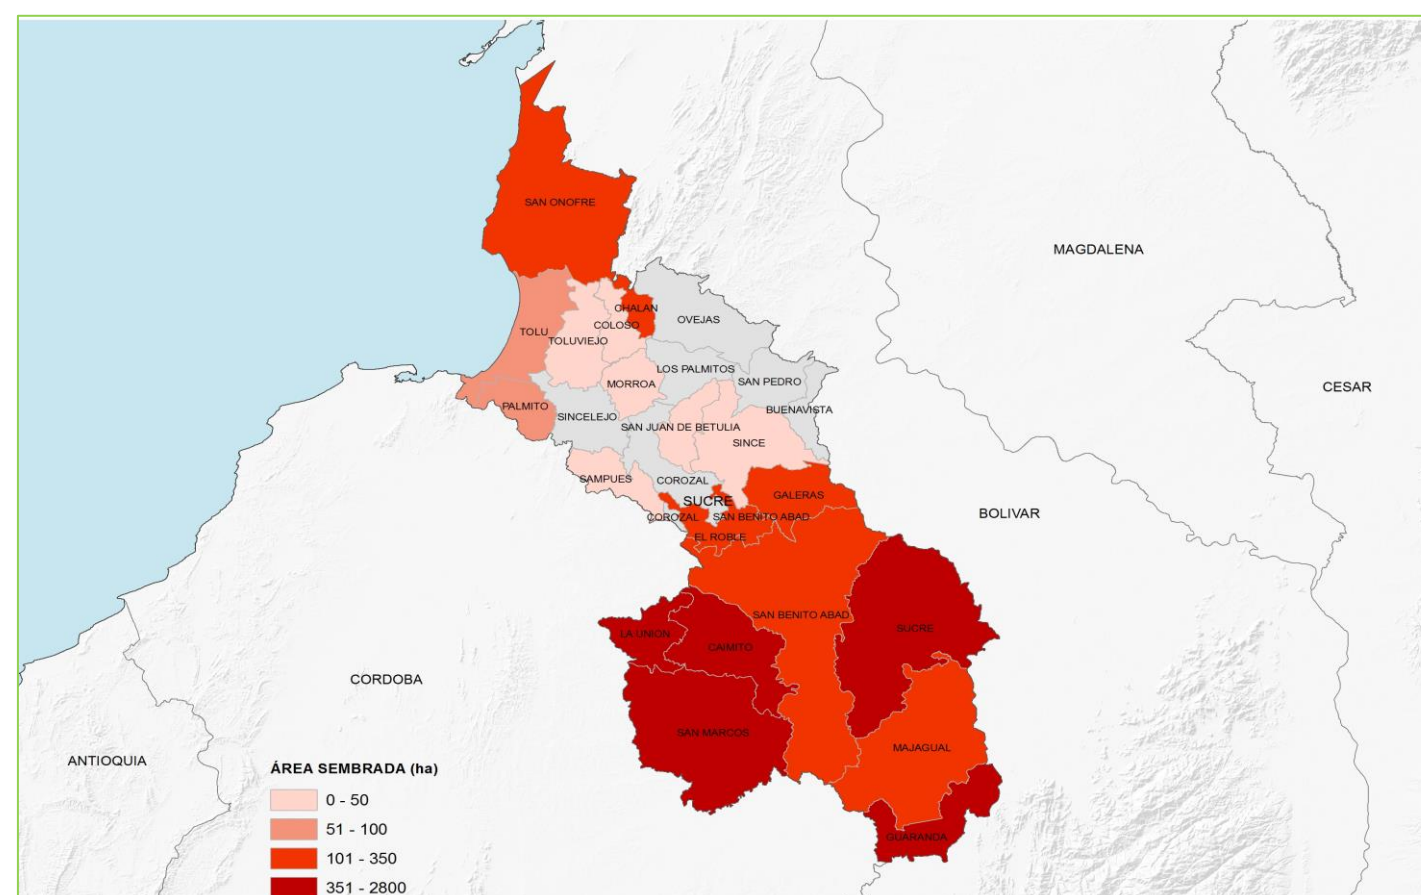 SAN ONOFRE
MAGDALENA
CHALAN
OVEJAS
COLOSO
TOLU
TOLUVIEJO
LOS PALMITOS
SAN PEDRO
MORROA
CESAR
PALMITO
BUENAVISTA
SINCELEJO
SAN JUAN DE BETULIA
SINCE
SAMPUES
COROZAL
GALERAS
SUCRE
BOLIVAR
COROZAL
SAN BENITO ABAD
EL ROBLE
SAN BENITO ABAD
SUCRE
LA UNION
CAIMITO
CORDOBA
SAN MARCOS
MAJAGUAL
ANTIOQUIA
ÁREA SEMBRADA (ha)
0 - 50
51 - 100
101 - 350
GUARANDA
351 - 2800